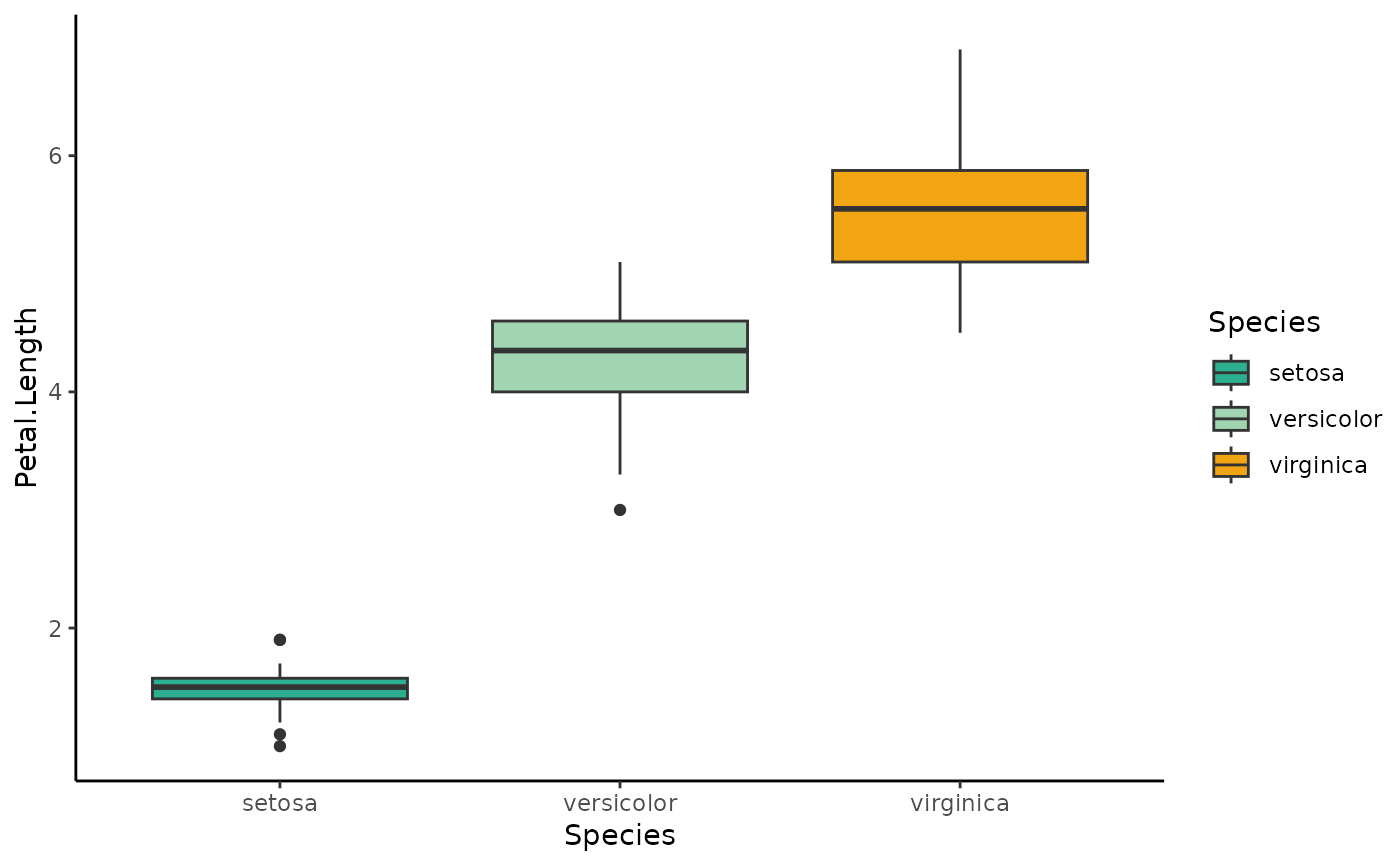 Petal.Length
6
4
2
setosa
versicolor
virginica
Species
Species
setosa
versicolor
virginica